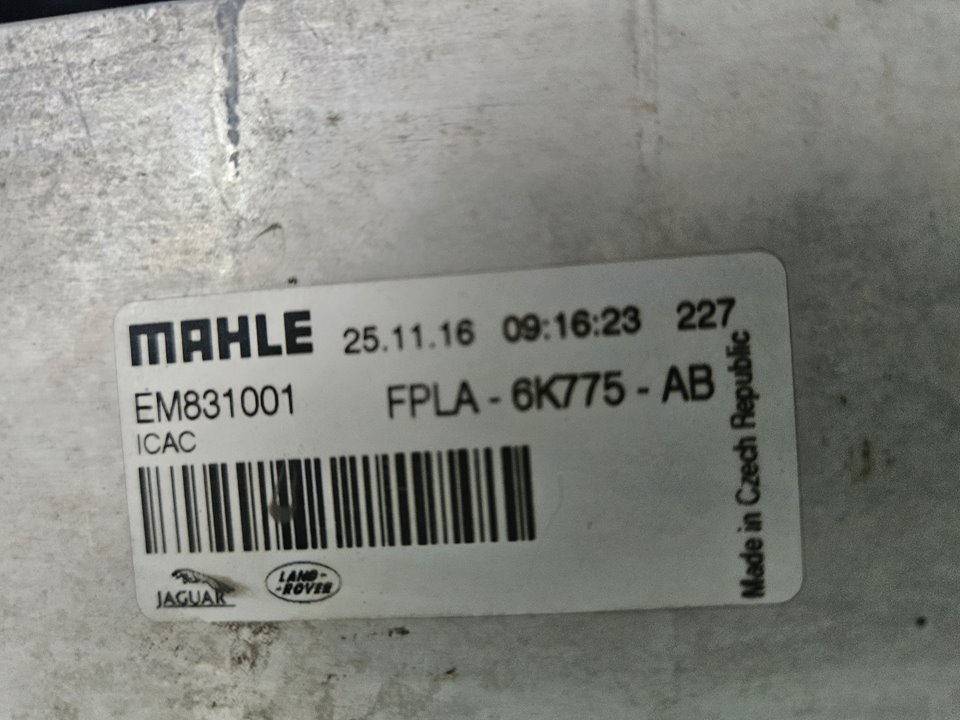 MAHLE 25.11.16 09:16:23 227
EM831001 FPLA - 6K775 - AB
ICAC
Made in Czech Republic
JAGUAR
LAND-
-ROVER